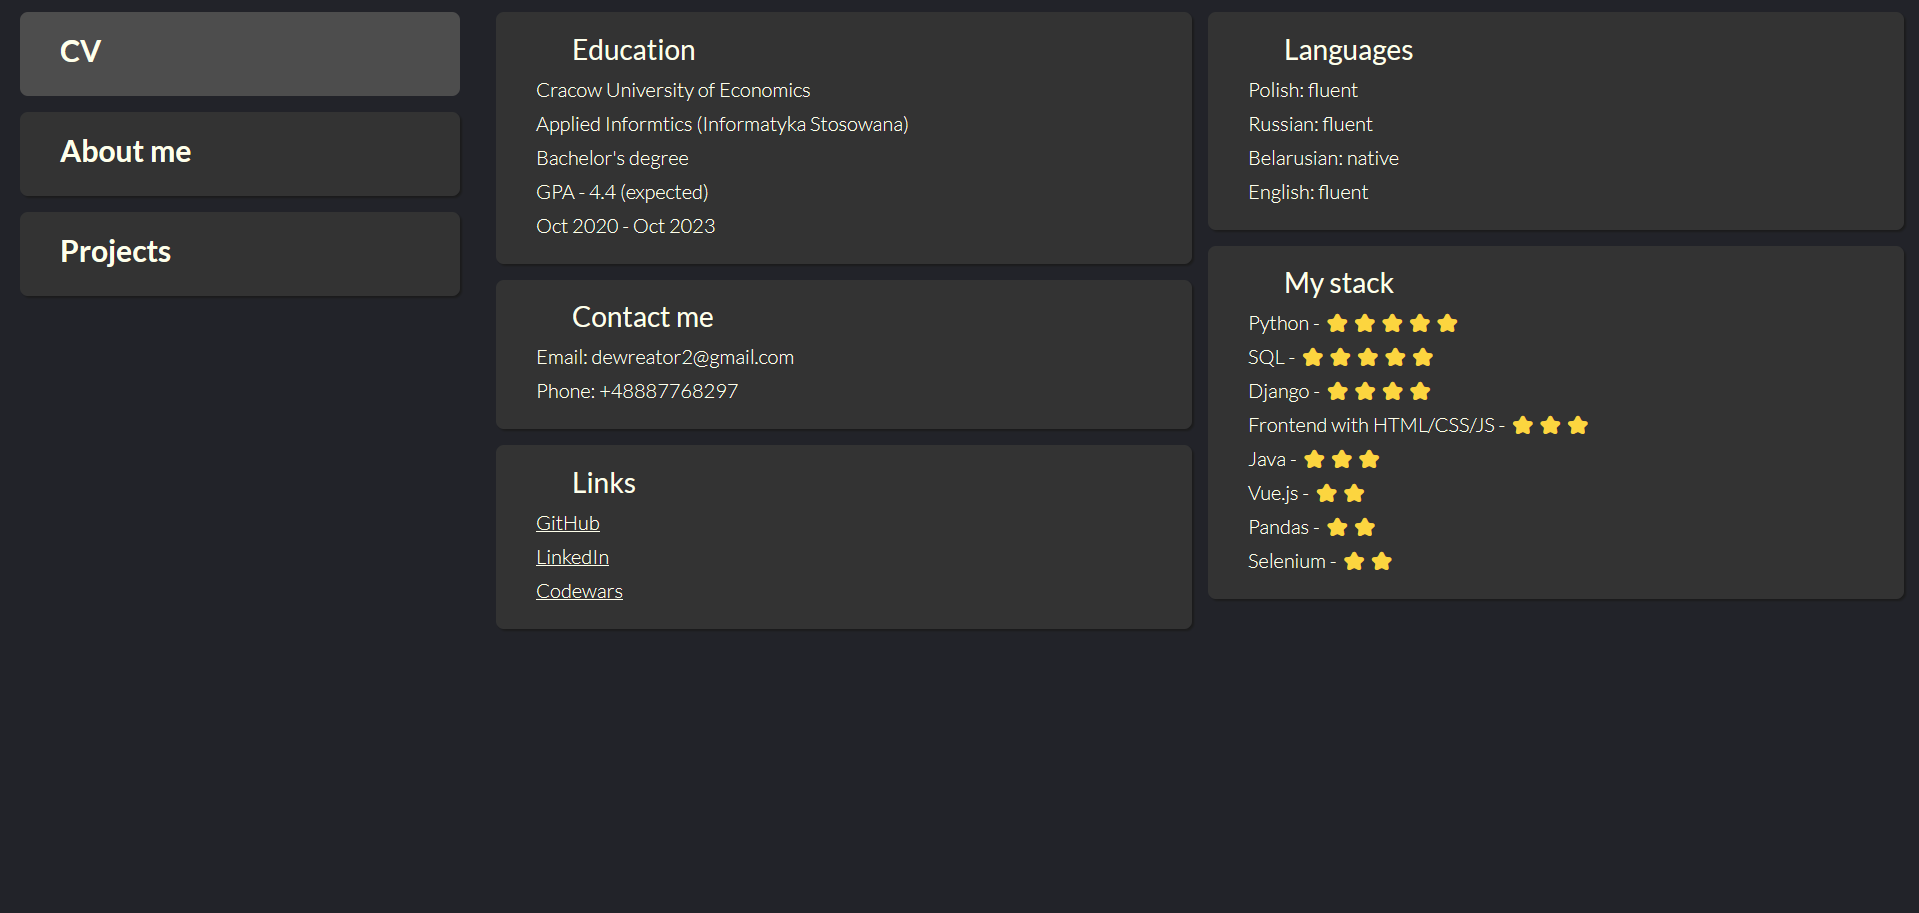 CV
About me
Projects
Education
Cracow University of Economics
Applied Informtics (Informatyka Stosowana)
Bachelor's degree
GPA - 4.4 (expected)
Oct 2020 - Oct 2023
Contact me
Email: dewreator2@gmail.com
Phone: +48887768297
Links
GitHub
LinkedIn
Codewars
Languages
Polish: fluent
Russian: fluent
Belarusian: native
English: fluent
My stack
Python -
SQL -
Django -
Frontend with HTML/CSS/JS -
Java -
Vue.js -
Pandas -
Selenium -